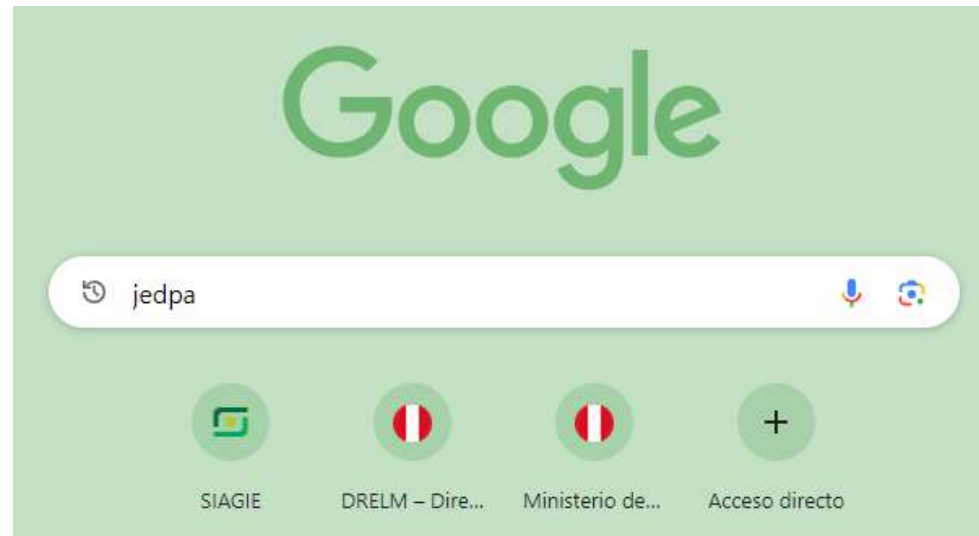 Google
jedpa
SIAGIE DRELM – Dire... Ministerio de... Acceso directo